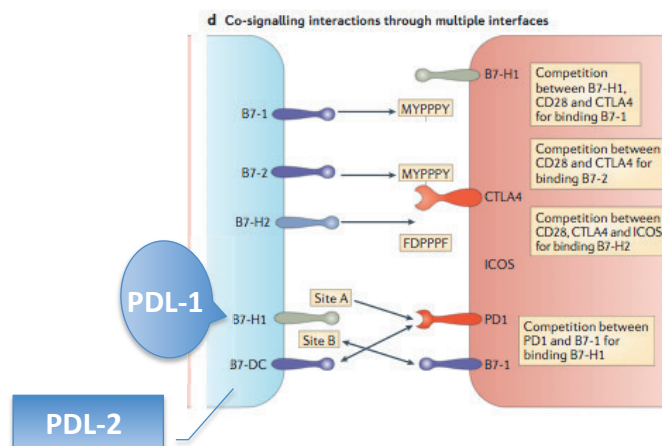 d Co-signalling interactions through multiple interfaces
B7-H1
Competition
between B7-H1,
CD28 and CTLA4
for binding B7-1
B7-1
MYPPPY
Competition between
CD28 and CTLA4 for
binding B7-2
B7-2
MYPPPY
CTLA4
B7-H2
FDPPPF
Competition between
CD28, CTLA4 and ICOS
for binding B7-H2
ICOS
PDL-1
Site A
B7-H1
PD1
Site B
Competition between
PD1 and B7-1 for
binding B7-H1
B7-DC
B7-1
PDL-2